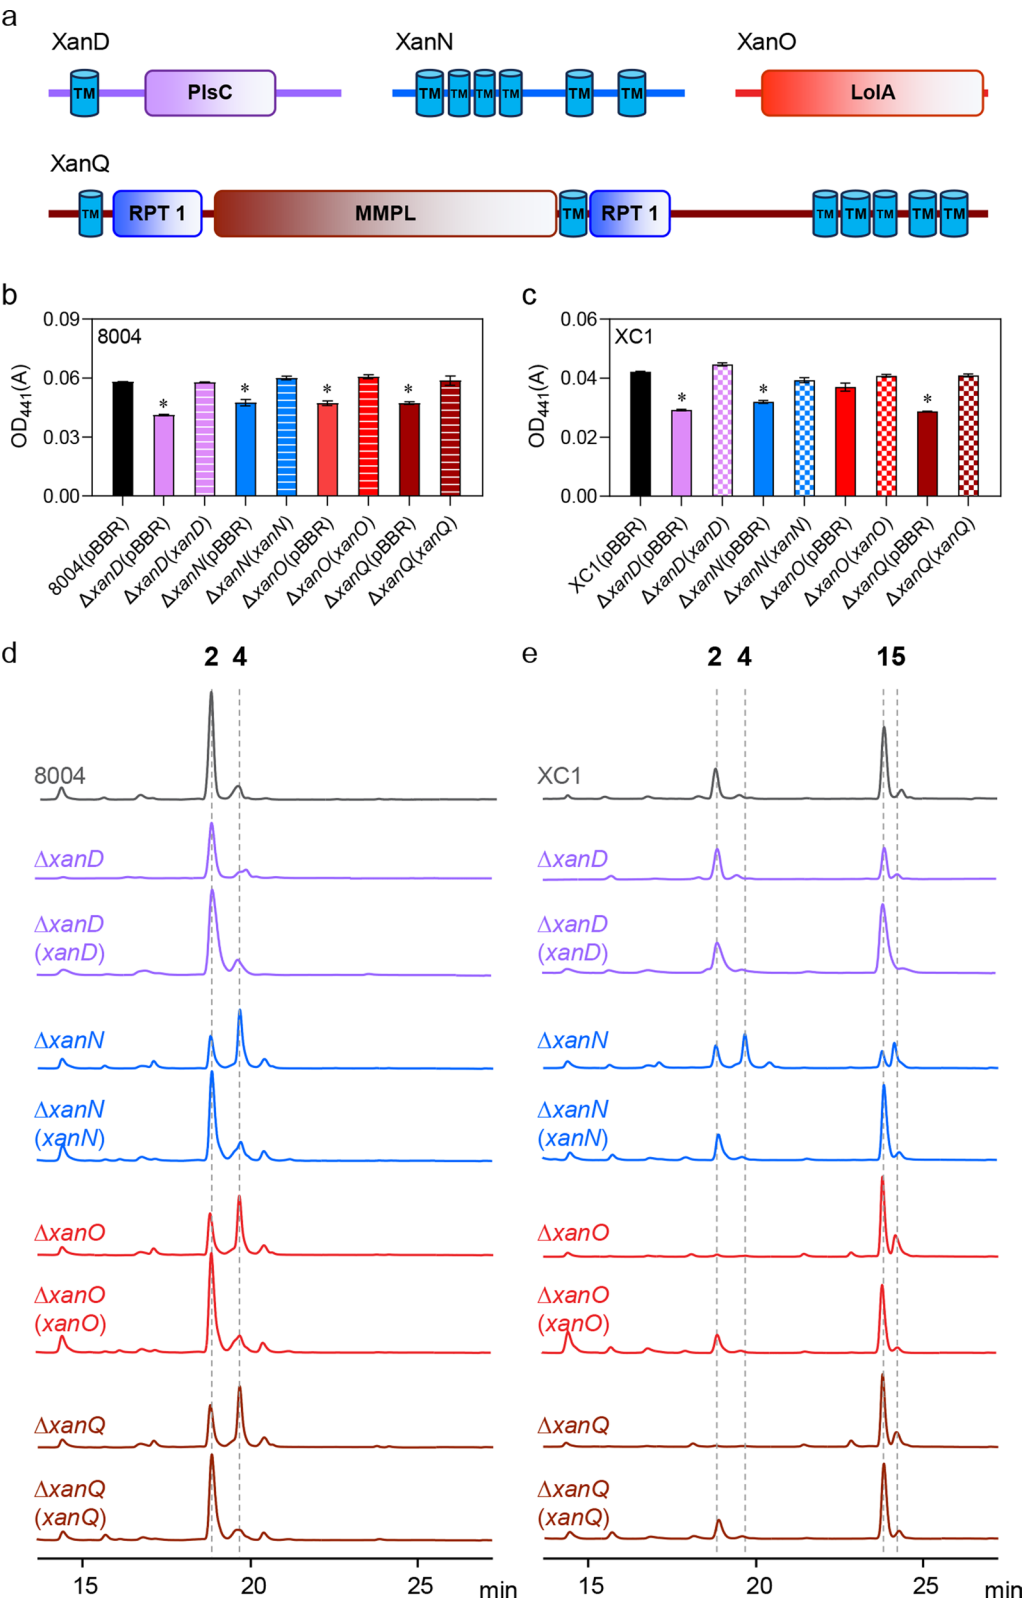 a
XanD
XanN
XanO
TM
PlsC
TM
TM
TM
TM
TM
TM
LolA
XanQ
TM
RPT 1
MMPL
TM
RPT 1
TM
TM
TM
TM
TM
b
8004
0.09
0.06
0.03
0.00
OD441(A)
*
*
*
*
8004(pBBR)
ΔxanD(pBBR)
ΔxanD(xanD)
ΔxanN(pBBR)
ΔxanN(xanN)
ΔxanO(pBBR)
ΔxanO(xanO)
ΔxanQ(pBBR)
ΔxanQ(xanQ)
c
XC1
0.06
0.04
0.02
0.00
OD441(A)
*
*
*
XC1(pBBR)
ΔxanD(pBBR)
ΔxanD(xanD)
ΔxanN(pBBR)
ΔxanN(xanN)
ΔxanO(pBBR)
ΔxanO(xanO)
ΔxanQ(pBBR)
ΔxanQ(xanQ)
d
2 4
8004
ΔxanD
ΔxanD
(xanD)
ΔxanN
ΔxanN
(xanN)
ΔxanO
ΔxanO
(xanO)
ΔxanQ
ΔxanQ
(xanQ)
15 20 25 min
e
2 4 15
XC1
ΔxanD
ΔxanD
(xanD)
ΔxanN
ΔxanN
(xanN)
ΔxanO
ΔxanO
(xanO)
ΔxanQ
ΔxanQ
(xanQ)
15 20 25 min